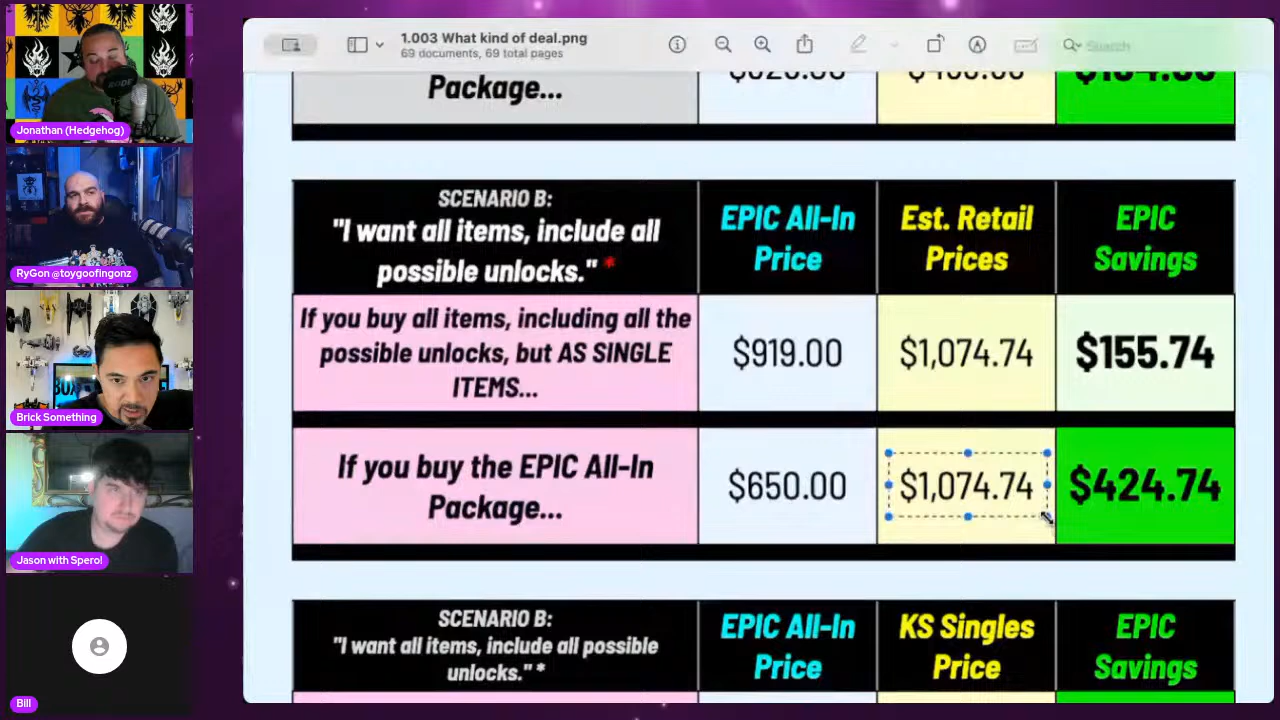 1.003 What kind of deal.png
69 documents, 69 total pages
Search
Package...
SCENARIO B:
"I want all items, include all
possible unlocks." *
EPIC All-In
Price
Est. Retail
Prices
EPIC
Savings
If you buy all items, including all the
possible unlocks, but AS SINGLE
ITEMS...
$919.00
$1,074.74
$155.74
If you buy the EPIC All-In
Package...
$650.00
$1,074.74
$424.74
SCENARIO B:
"I want all items, include all possible
unlocks." *
EPIC All-In
Price
KS Singles
Price
EPIC
Savings
Jonathan (Hedgehog)
RyGon @toygoofingonz
Brick Something
Jason with Sperol
Bill